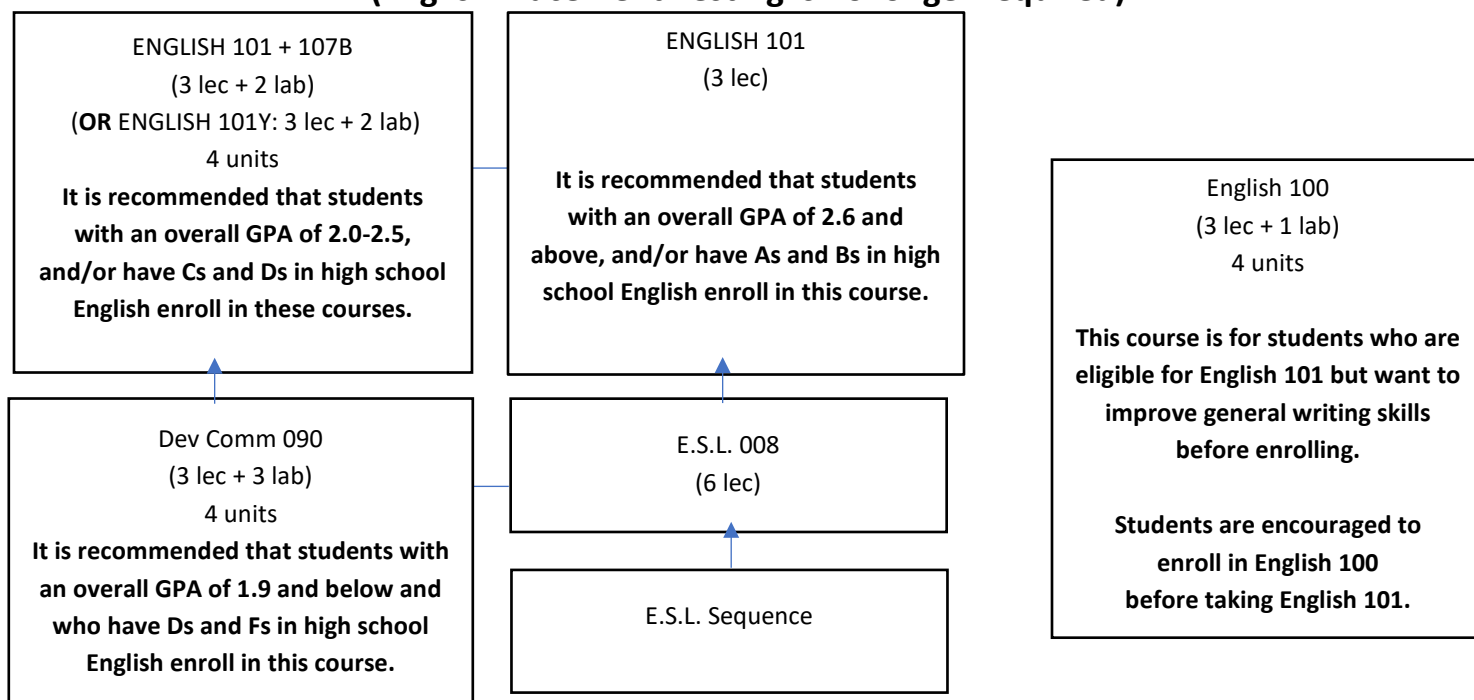 ENGLISH 101 + 107B
(3 lec + 2 lab)
(OR ENGLISH 101Y: 3 lec + 2 lab)
4 units
It is recommended that students
with an overall GPA of 2.0-2.5,
and/or have Cs and Ds in high school
English enroll in these courses.
ENGLISH 101
(3 lec)
It is recommended that students
with an overall GPA of 2.6 and
above, and/or have As and Bs in high
school English enroll in this course.
English 100
(3 lec + 1 lab)
4 units
This course is for students who are
eligible for English 101 but want to
improve general writing skills
before enrolling.
Students are encouraged to
enroll in English 100
before taking English 101.
Dev Comm 090
(3 lec + 3 lab)
4 units
It is recommended that students with
an overall GPA of 1.9 and below and
who have Ds and Fs in high school
English enroll in this course.
E.S.L. 008
(6 lec)
E.S.L. Sequence